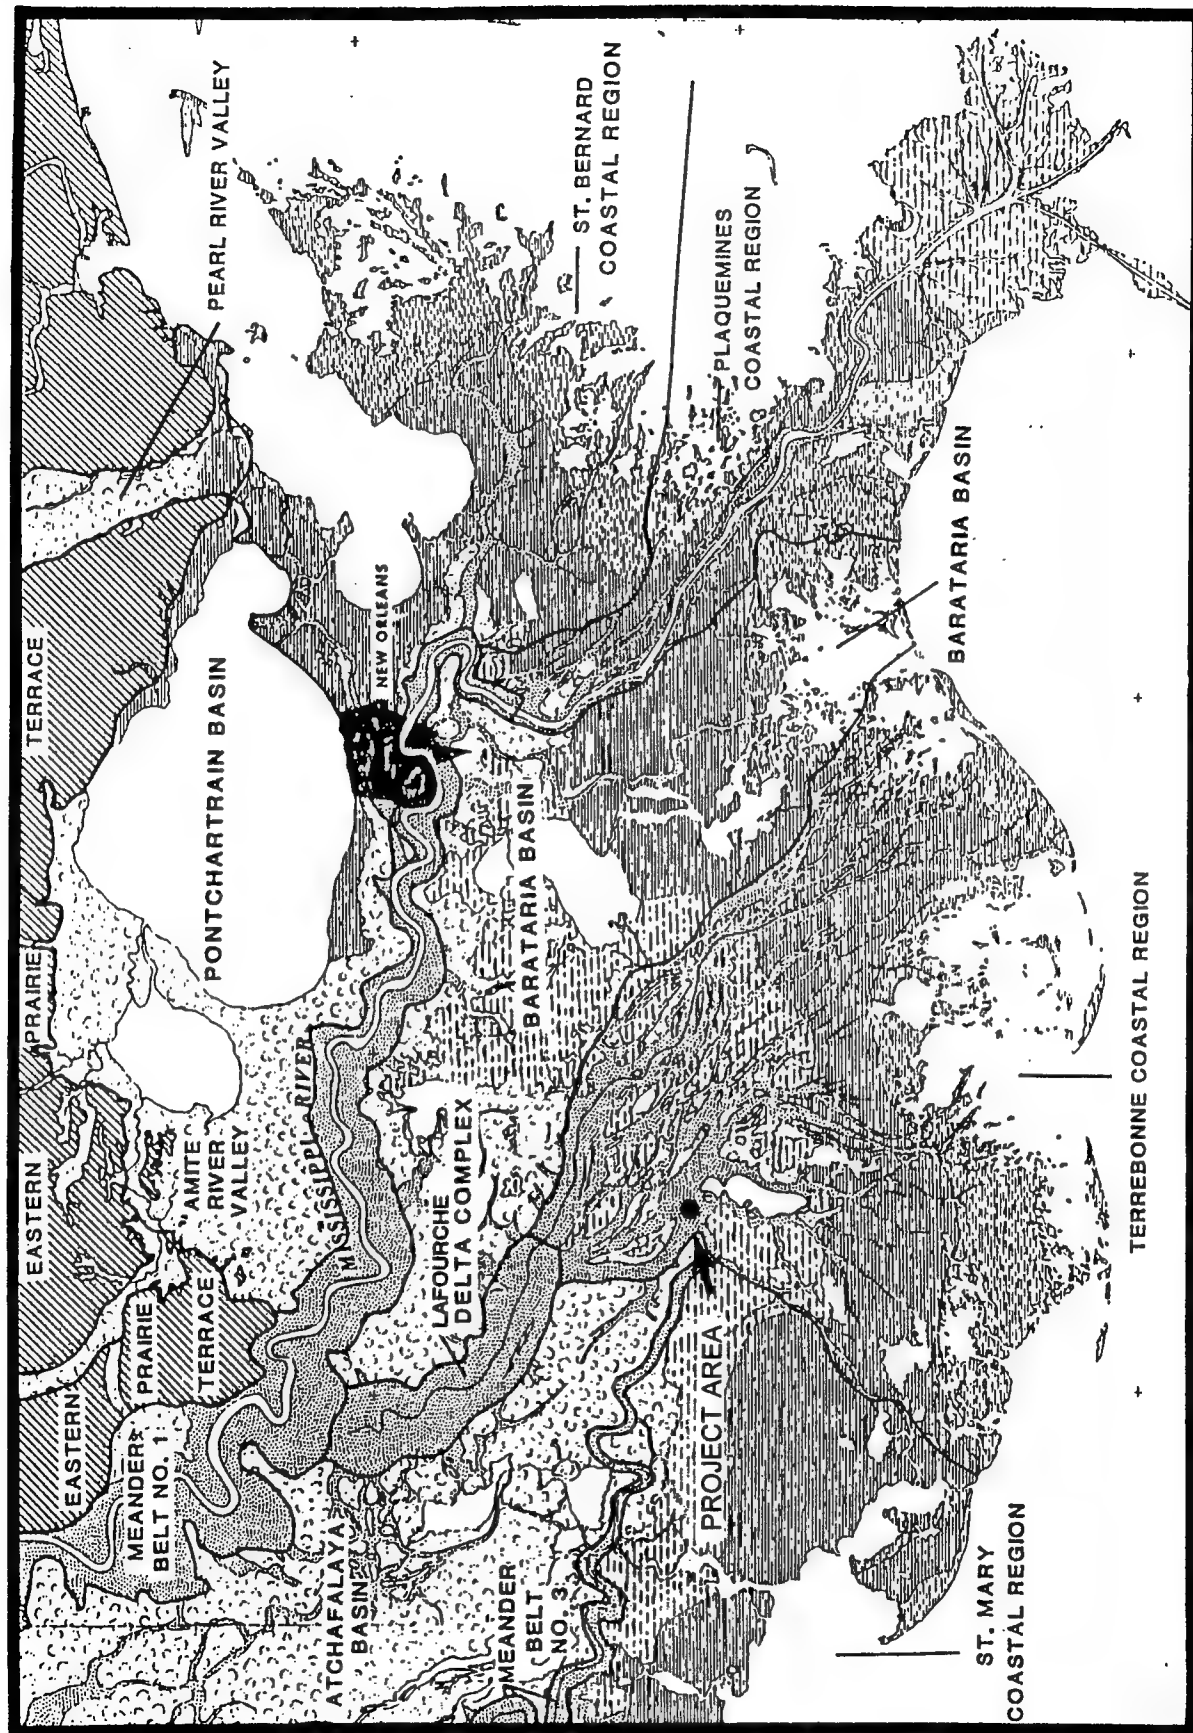 PEARL RIVER VALLEY
ST. BERNARD
COASTAL REGION
PLAQUEMINES
COASTAL REGION
BARATARIA BASIN
NEW ORLEANS
TERRACE
PONTCHARTRAIN BASIN
BARATARIA BASIN
PRAIRIE
MISSISSIPPI RIVER
EASTERN
AMITE
RIVER
VALLEY
LAFOURCHE
DELTA COMPLEX
TERREBONNE COASTAL REGION
PRAIRIE
TERRACE
EASTERN
MEANDER
BELT NO. 1
PROJECT AREA
ATCHAFALAYA
BASIN
MEANDER
BELT
NO. 3
ST. MARY
COASTAL REGION